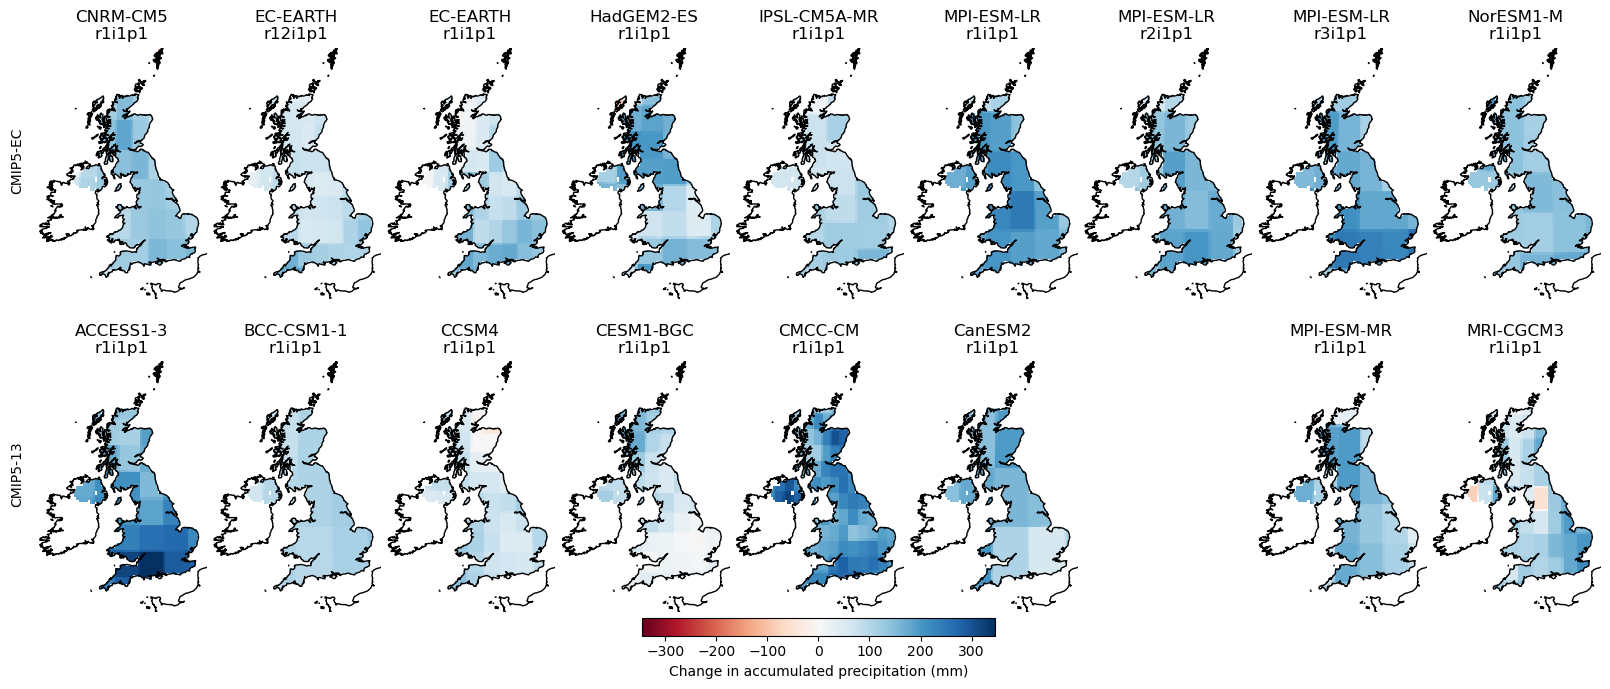 CNRM-CM5 EC-EARTH EC-EARTH HadGEM2-ES IPSL-CM5A-MR MPI-ESM-LR MPI-ESM-LR MPI-ESM-LR NorESM1-M
r1i1p1 r12i1p1 r1i1p1 r1i1p1 r1i1p1 r1i1p1 r2i1p1 r3i1p1 r1i1p1
CMIP5-EC
ACCESS1-3 BCC-CSM1-1 CCSM4 CESM1-BGC CMCC-CM CanESM2 MPI-ESM-MR MRI-CGCM3
r1i1p1 r1i1p1 r1i1p1 r1i1p1 r1i1p1 r1i1p1 r1i1p1 r1i1p1
CMIP5-13
−300 −200 −100 0 100 200 300
Change in accumulated precipitation (mm)